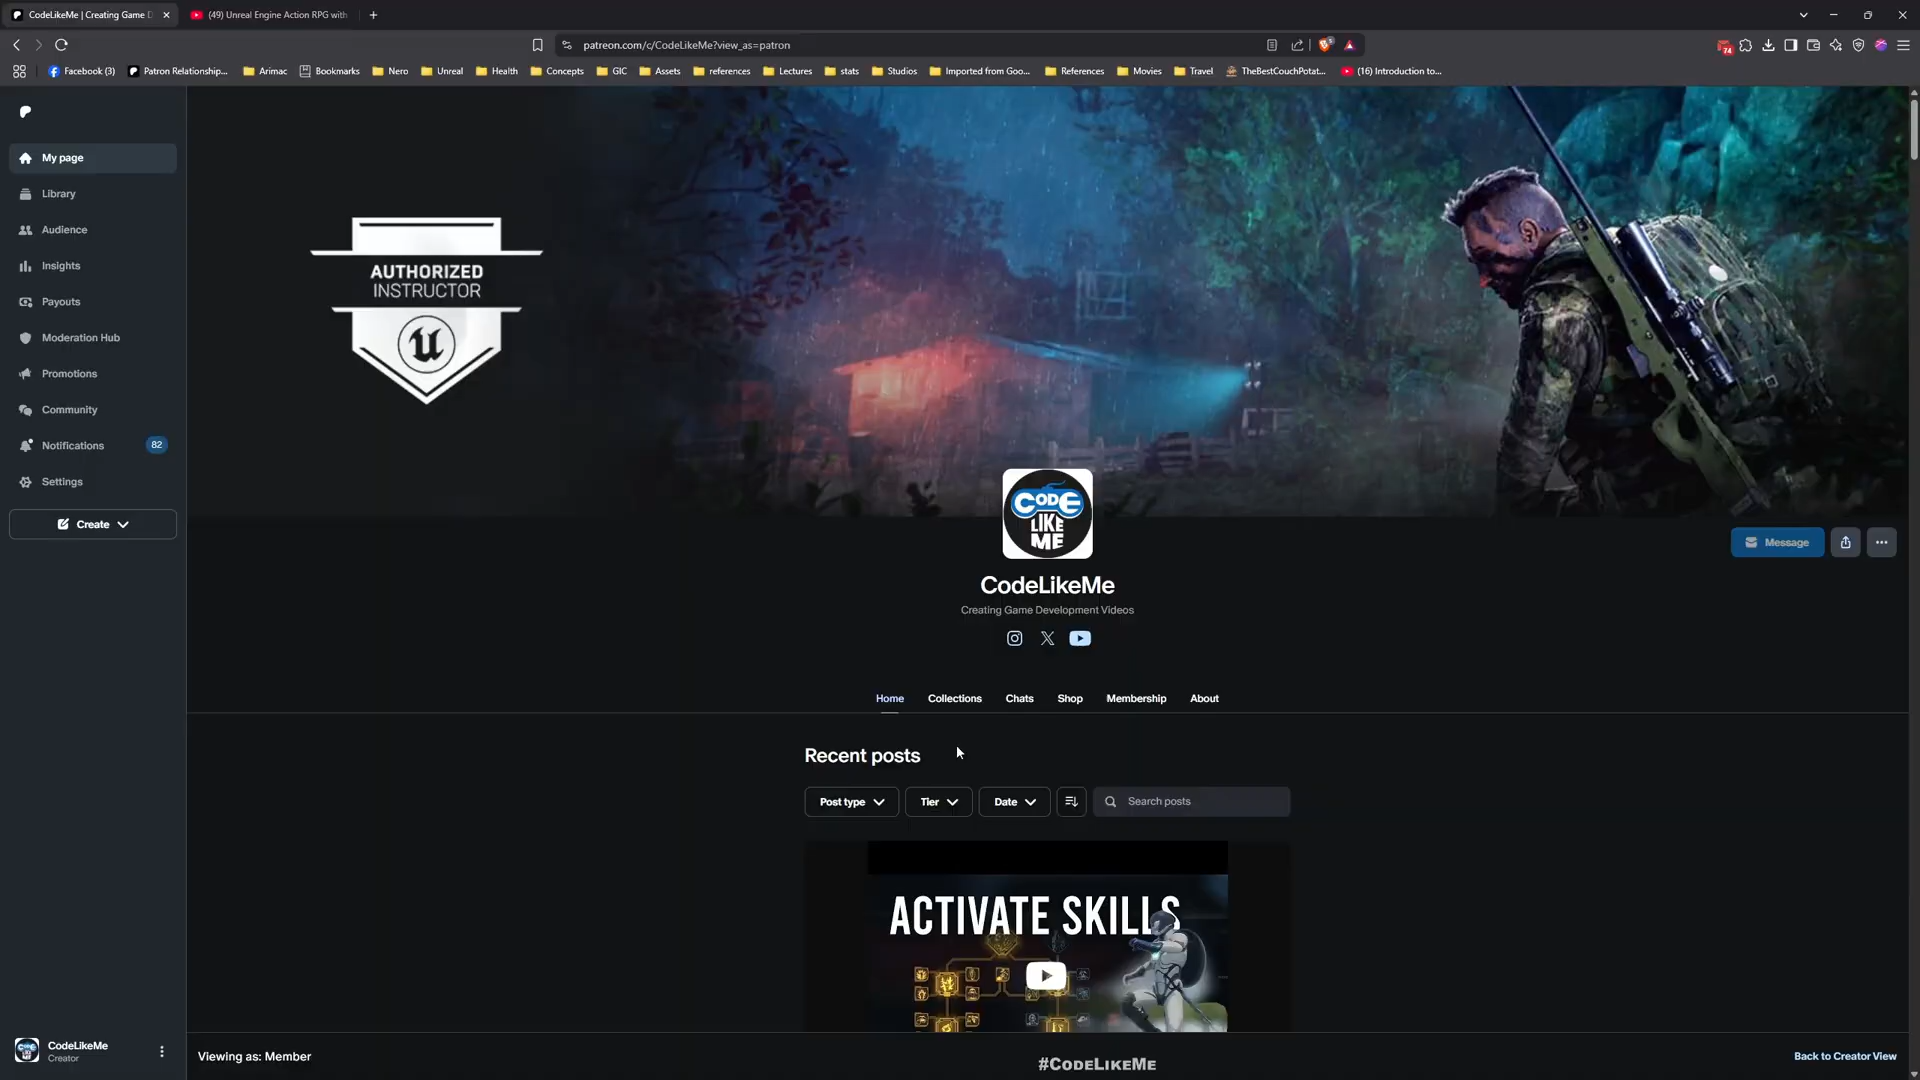 CodeLikeMe | Creating Game D
(49) Unreal Engine Action RPG with
patreon.com/c/CodeLikeMe?view_as=patron
74
Facebook (3)
Patron Relationship...
Arimac
Bookmarks
Nero
Unreal
Health
Concepts
GIC
Assets
references
Lectures
stats
Studios
Imported from Goo...
References
Movies
Travel
TheBestCouchPotat...
(16) Introduction to...
My page
Library
Audience
Insights
Payouts
Moderation Hub
Promotions
Community
Notifications
82
Settings
Create
AUTHORIZED
INSTRUCTOR
CODE
LIKE
ME
Message
CodeLikeMe
Creating Game Development Videos
Home
Collections
Chats
Shop
Membership
About
Recent posts
Post type
Tier
Date
Search posts
ACTIVATE SKILLS
CodeLikeMe
Creator
Viewing as: Member
#CodeLikeMe
Back to Creator View